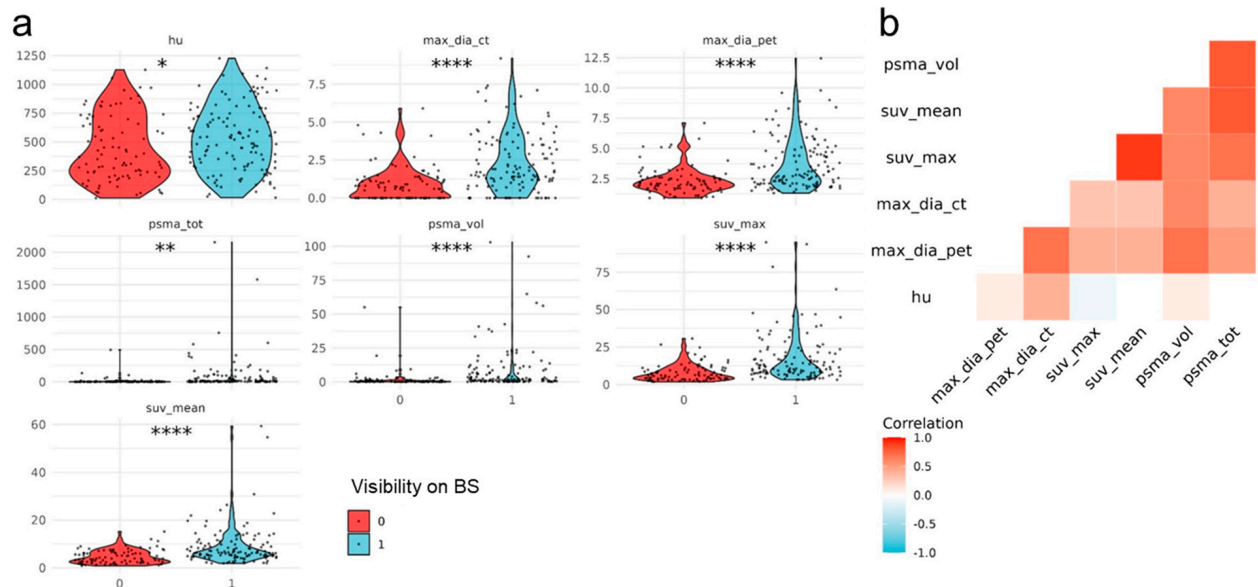 a
hu
*
1250
1000
750
500
250
0
max_dia_ct
****
7.5
5.0
2.5
0.0
max_dia_pet
****
12.5
10.0
7.5
5.0
2.5
psma_tot
**
2000
1500
1000
500
0
psma_vol
****
100
75
50
25
0
0 1
suv_max
****
75
50
25
0
0 1
suv_mean
****
60
40
20
0
0 1
Visibility on BS
0
1
b
psma_vol
suv_mean
suv_max
max_dia_ct
max_dia_pet
hu
max_dia_pet
max_dia_ct
suv_max
suv_mean
psma_vol
psma_tot
Correlation
1.0
0.5
0.0
-0.5
-1.0